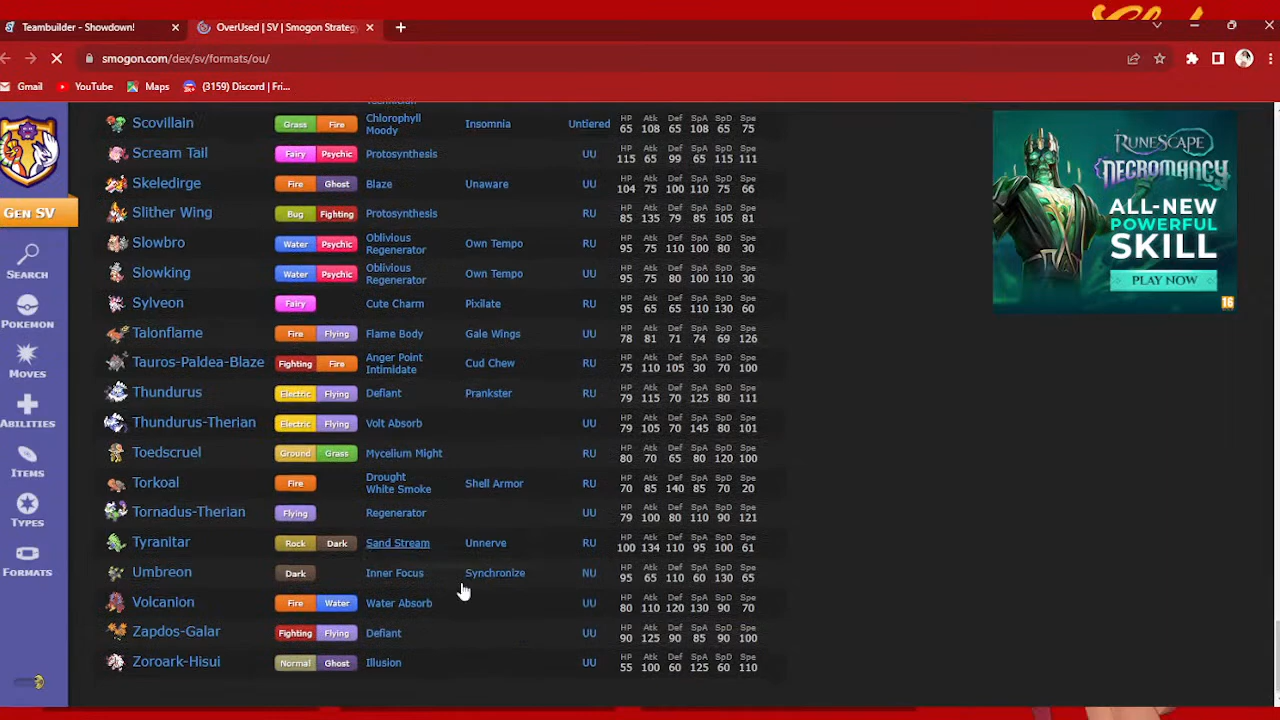 Teambuilder - Showdown!
OverUsed | SV | Smogon Strategy
smogon.com/dex/sv/formats/ou/
Gmail YouTube Maps (3159) Discord | Fri...
GEN SV
SEARCH
POKEMON
MOVES
ABILITIES
ITEMS
TYPES
FORMATS
Technician
Scovillain Grass Fire Chlorophyll Moody Insomnia Untiered HP 65 Atk 108 Def 65 SpA 108 SpD 65 Spe 75
Scream Tail Fairy Psychic Protosynthesis UU HP 115 Atk 65 Def 99 SpA 65 SpD 115 Spe 111
Skeledirge Fire Ghost Blaze Unaware UU HP 104 Atk 75 Def 100 SpA 110 SpD 75 Spe 66
Slither Wing Bug Fighting Protosynthesis RU HP 85 Atk 135 Def 79 SpA 85 SpD 105 Spe 81
Slowbro Water Psychic Oblivious Regenerator Own Tempo RU HP 95 Atk 75 Def 110 SpA 100 SpD 80 Spe 30
Slowking Water Psychic Oblivious Regenerator Own Tempo UU HP 95 Atk 75 Def 80 SpA 100 SpD 110 Spe 30
Sylveon Fairy Cute Charm Pixilate RU HP 95 Atk 65 Def 65 SpA 110 SpD 130 Spe 60
Talonflame Fire Flying Flame Body Gale Wings RU HP 78 Atk 81 Def 71 SpA 74 SpD 69 Spe 126
Tauros-Paldea-Blaze Fighting Fire Anger Point Intimidate Cud Chew RU HP 75 Atk 110 Def 105 SpA 30 SpD 70 Spe 100
Thundurus Electric Flying Defiant Prankster RU HP 79 Atk 115 Def 70 SpA 125 SpD 80 Spe 111
Thundurus-Therian Electric Flying Volt Absorb UU HP 79 Atk 105 Def 70 SpA 145 SpD 80 Spe 101
Toedscruel Ground Grass Mycelium Might RU HP 80 Atk 70 Def 65 SpA 80 SpD 120 Spe 100
Torkoal Fire Drought White Smoke Shell Armor RU HP 70 Atk 85 Def 140 SpA 85 SpD 70 Spe 20
Tornadus-Therian Flying Regenerator UU HP 79 Atk 100 Def 80 SpA 110 SpD 90 Spe 121
Tyranitar Rock Dark Sand Stream Unnerve RU HP 100 Atk 134 Def 110 SpA 95 SpD 100 Spe 61
Umbreon Dark Inner Focus Synchronize NU HP 95 Atk 65 Def 110 SpA 60 SpD 130 Spe 65
Volcanion Fire Water Water Absorb UU HP 80 Atk 110 Def 120 SpA 130 SpD 90 Spe 70
Zapdos-Galar Fighting Flying Defiant UU HP 90 Atk 125 Def 90 SpA 85 SpD 90 Spe 100
Zoroark-Hisui Normal Ghost Illusion UU HP 55 Atk 100 Def 60 SpA 125 SpD 60 Spe 110
RUNESCAPE
NECROMANCY
ALL-NEW
POWERFUL
SKILL
PLAY NOW
16